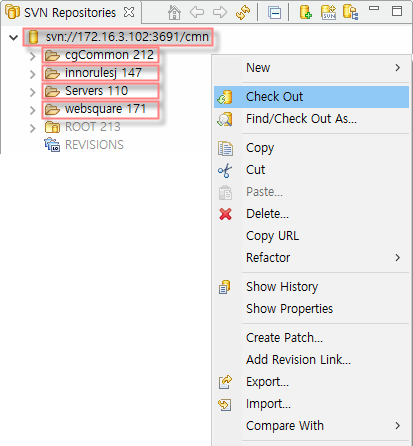 SVN Repositories
svn://172.16.3.102:3691/cmn
cgCommon 212
innorulesj 147
Servers 110
websquare 171
ROOT 213
REVISIONS
New
Check Out
Find/Check Out As...
Copy
Cut
Paste...
Delete...
Copy URL
Refactor
Show History
Show Properties
Create Patch...
Add Revision Link...
Export...
Import...
Compare With